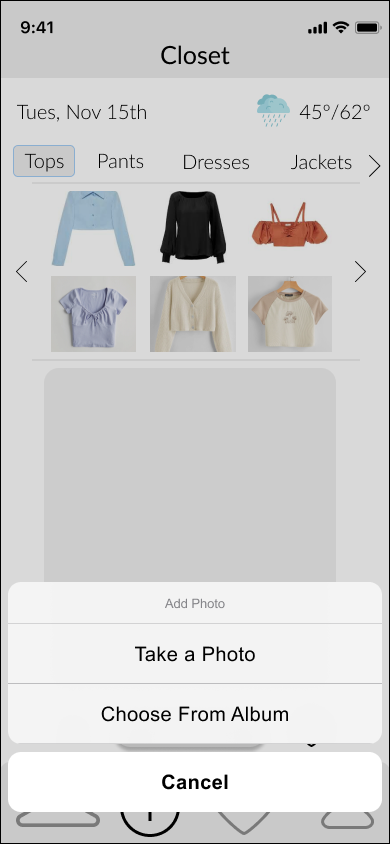 9:41
Closet
Tues, Nov 15th 45°/62°
Tops Pants Dresses Jackets
Add Photo
Take a Photo
Choose From Album
Cancel